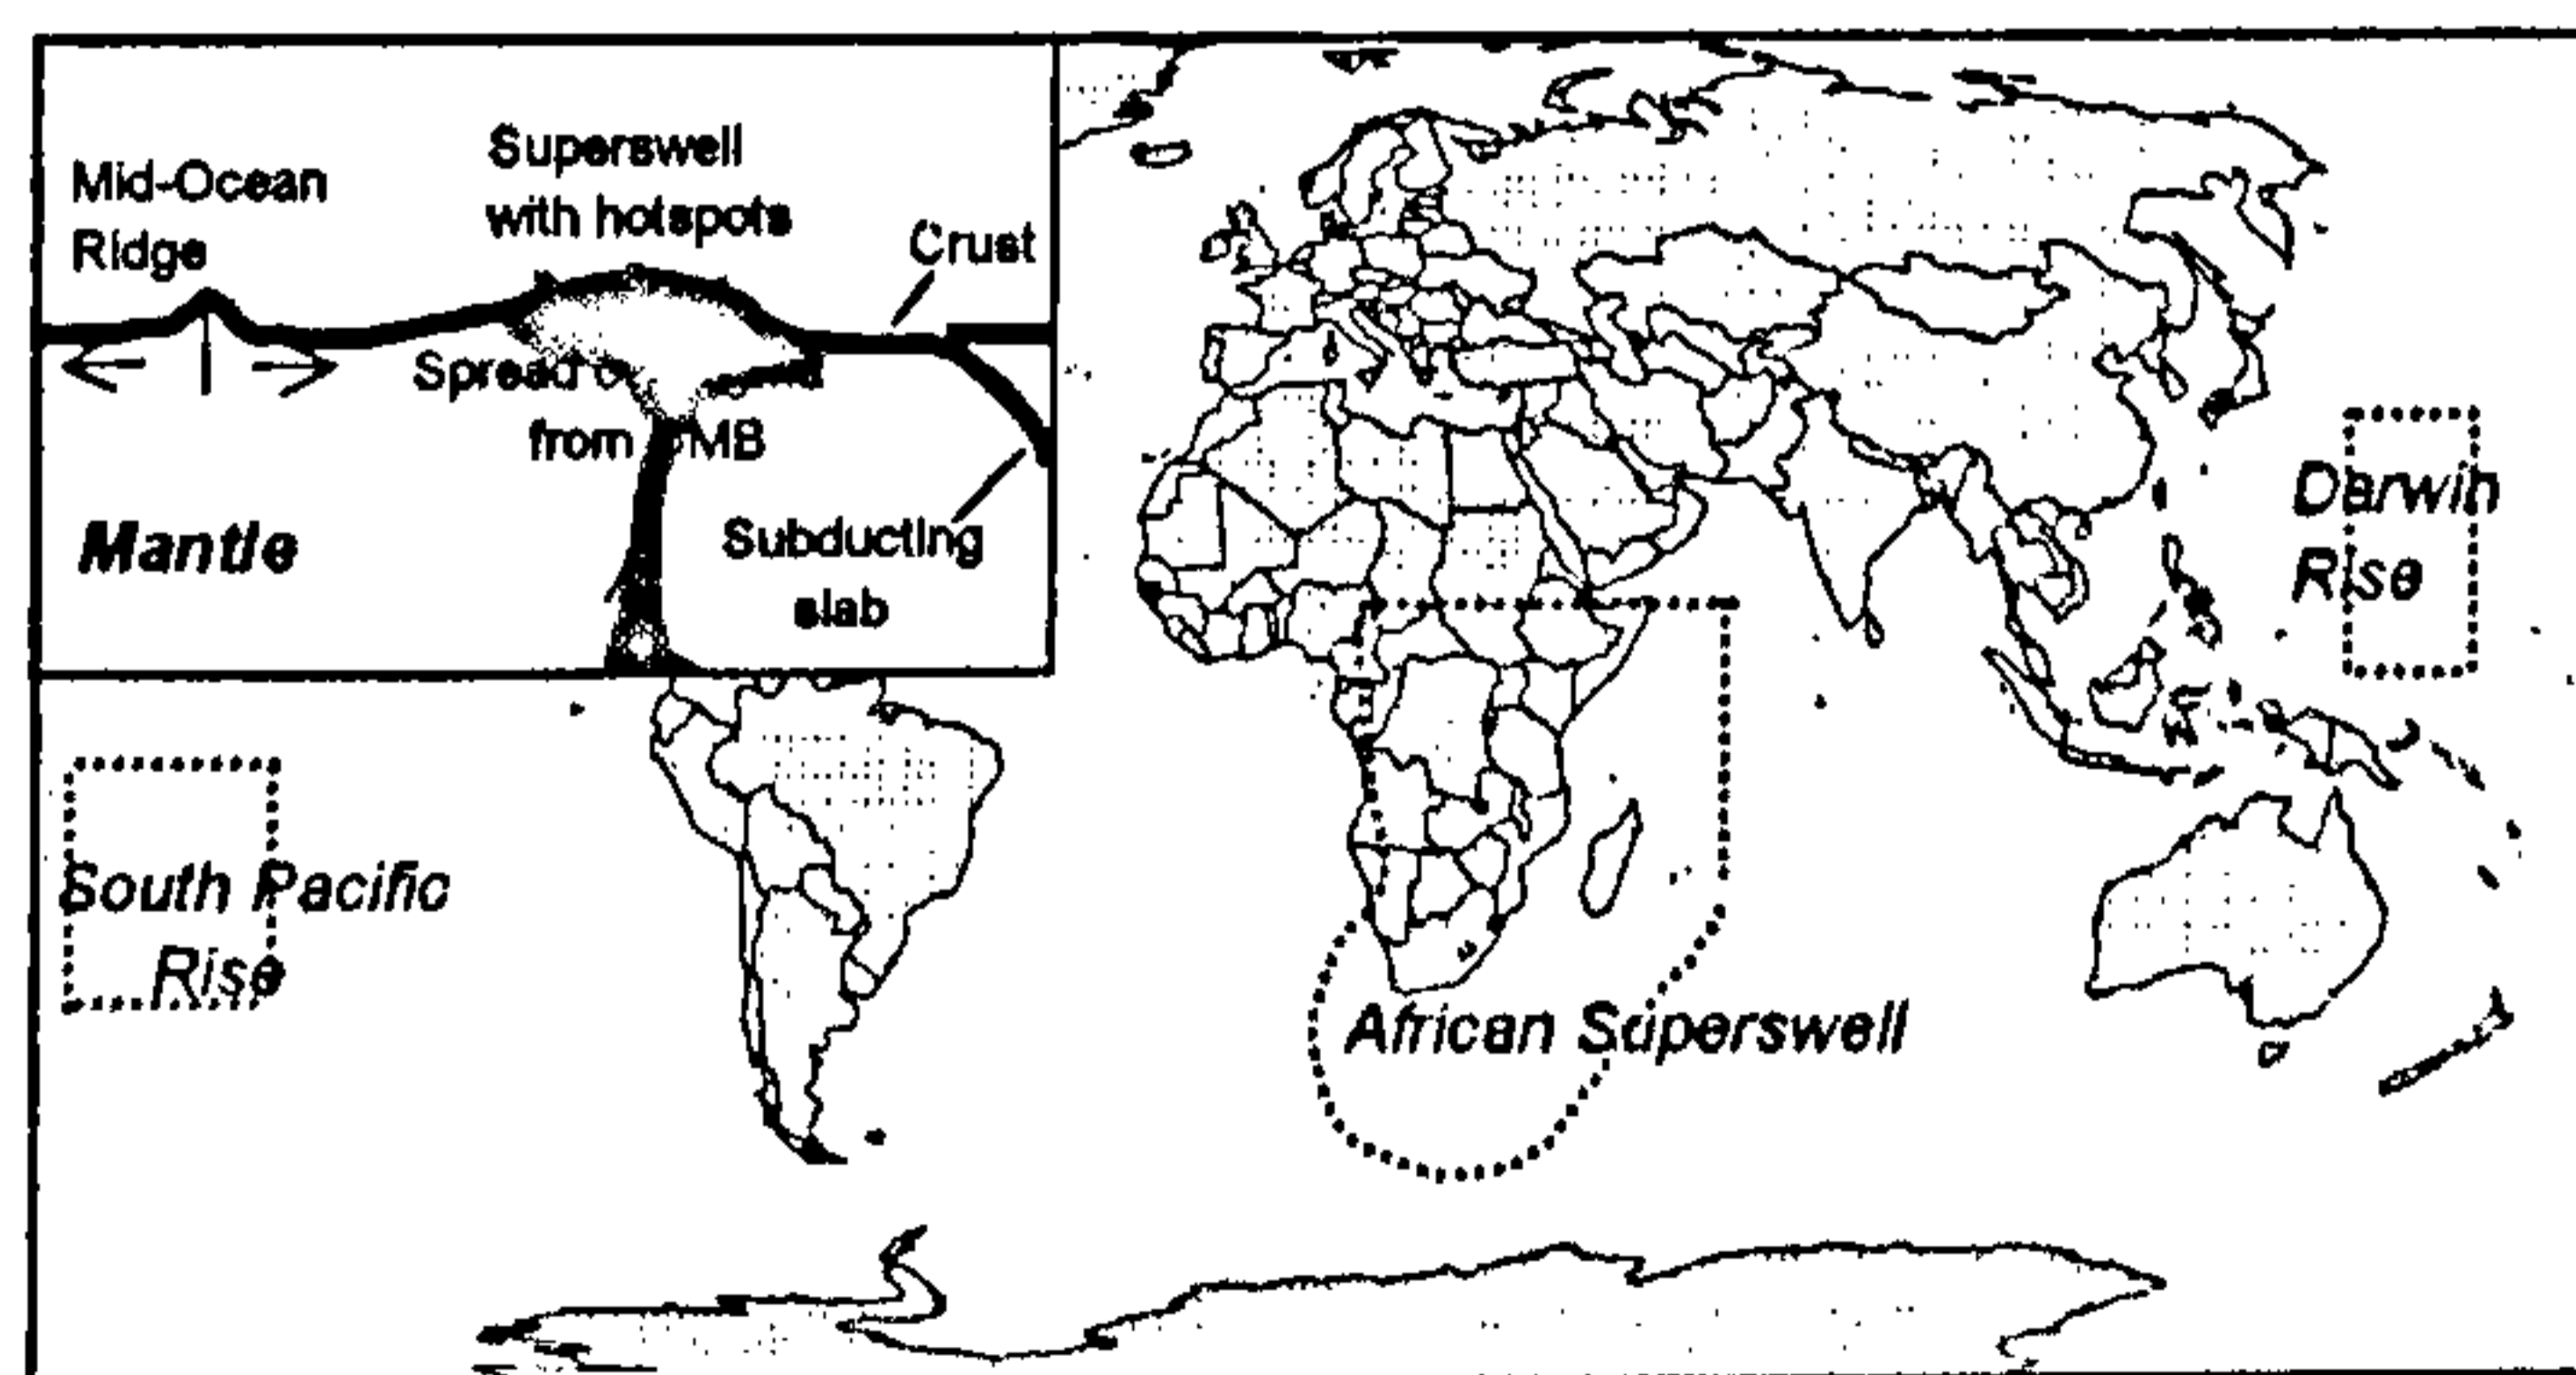 Mid-Ocean
Ridge
Superswell
with hotspots
Crust
Spread
from MB
Mantle
Subducting
slab
Darwin
Rise
South Pacific
Rise
African Superswell